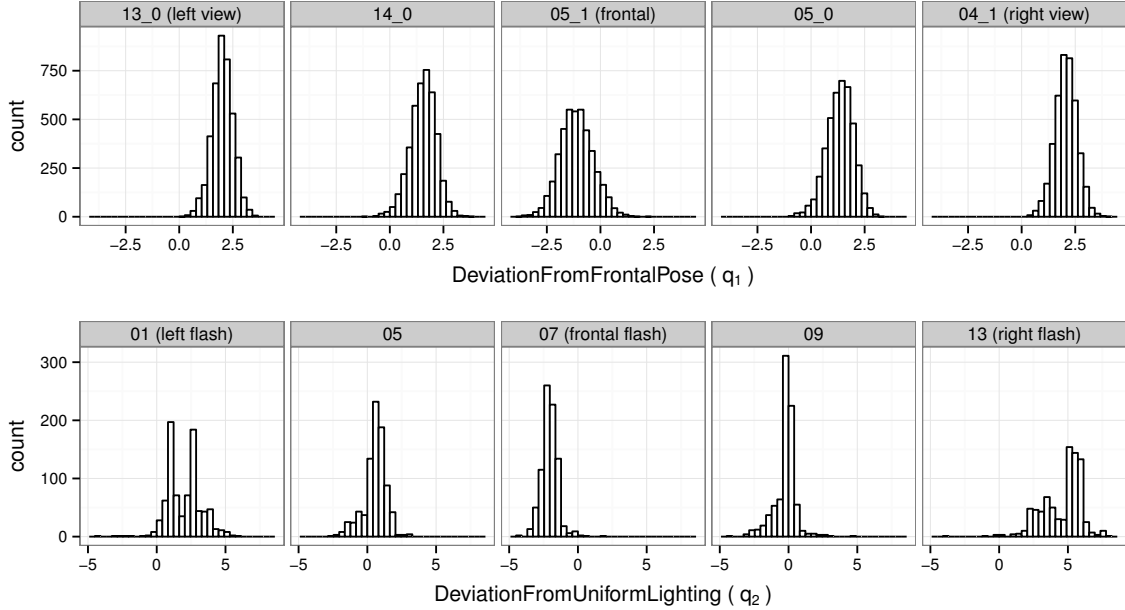 13_0 (left view) 14_0 05_1 (frontal) 05_0 04_1 (right view)
750
500
250
0
count
-2.5 0.0 2.5 -2.5 0.0 2.5 -2.5 0.0 2.5 -2.5 0.0 2.5 -2.5 0.0 2.5
DeviationFromFrontalPose ( q₁ )
01 (left flash) 05 07 (frontal flash) 09 13 (right flash)
300
200
100
0
count
-5 0 5 -5 0 5 -5 0 5 -5 0 5 -5 0 5
DeviationFromUniformLighting ( q₂ )